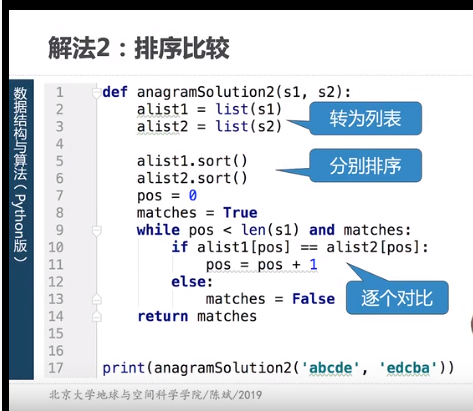 解法2：排序比较
数据结构与算法（Python版）
1 def anagramSolution2(s1, s2):
2     alist1 = list(s1)
3     alist2 = list(s2)
转为列表
4
5     alist1.sort()
6     alist2.sort()
分别排序
7     pos = 0
8     matches = True
9     while pos < len(s1) and matches:
10         if alist1[pos] == alist2[pos]:
11             pos = pos + 1
12         else:
13             matches = False
逐个对比
14     return matches
15
16
17 print(anagramSolution2('abcde', 'edcba'))
北京大学地球与空间科学学院/陈斌/2019